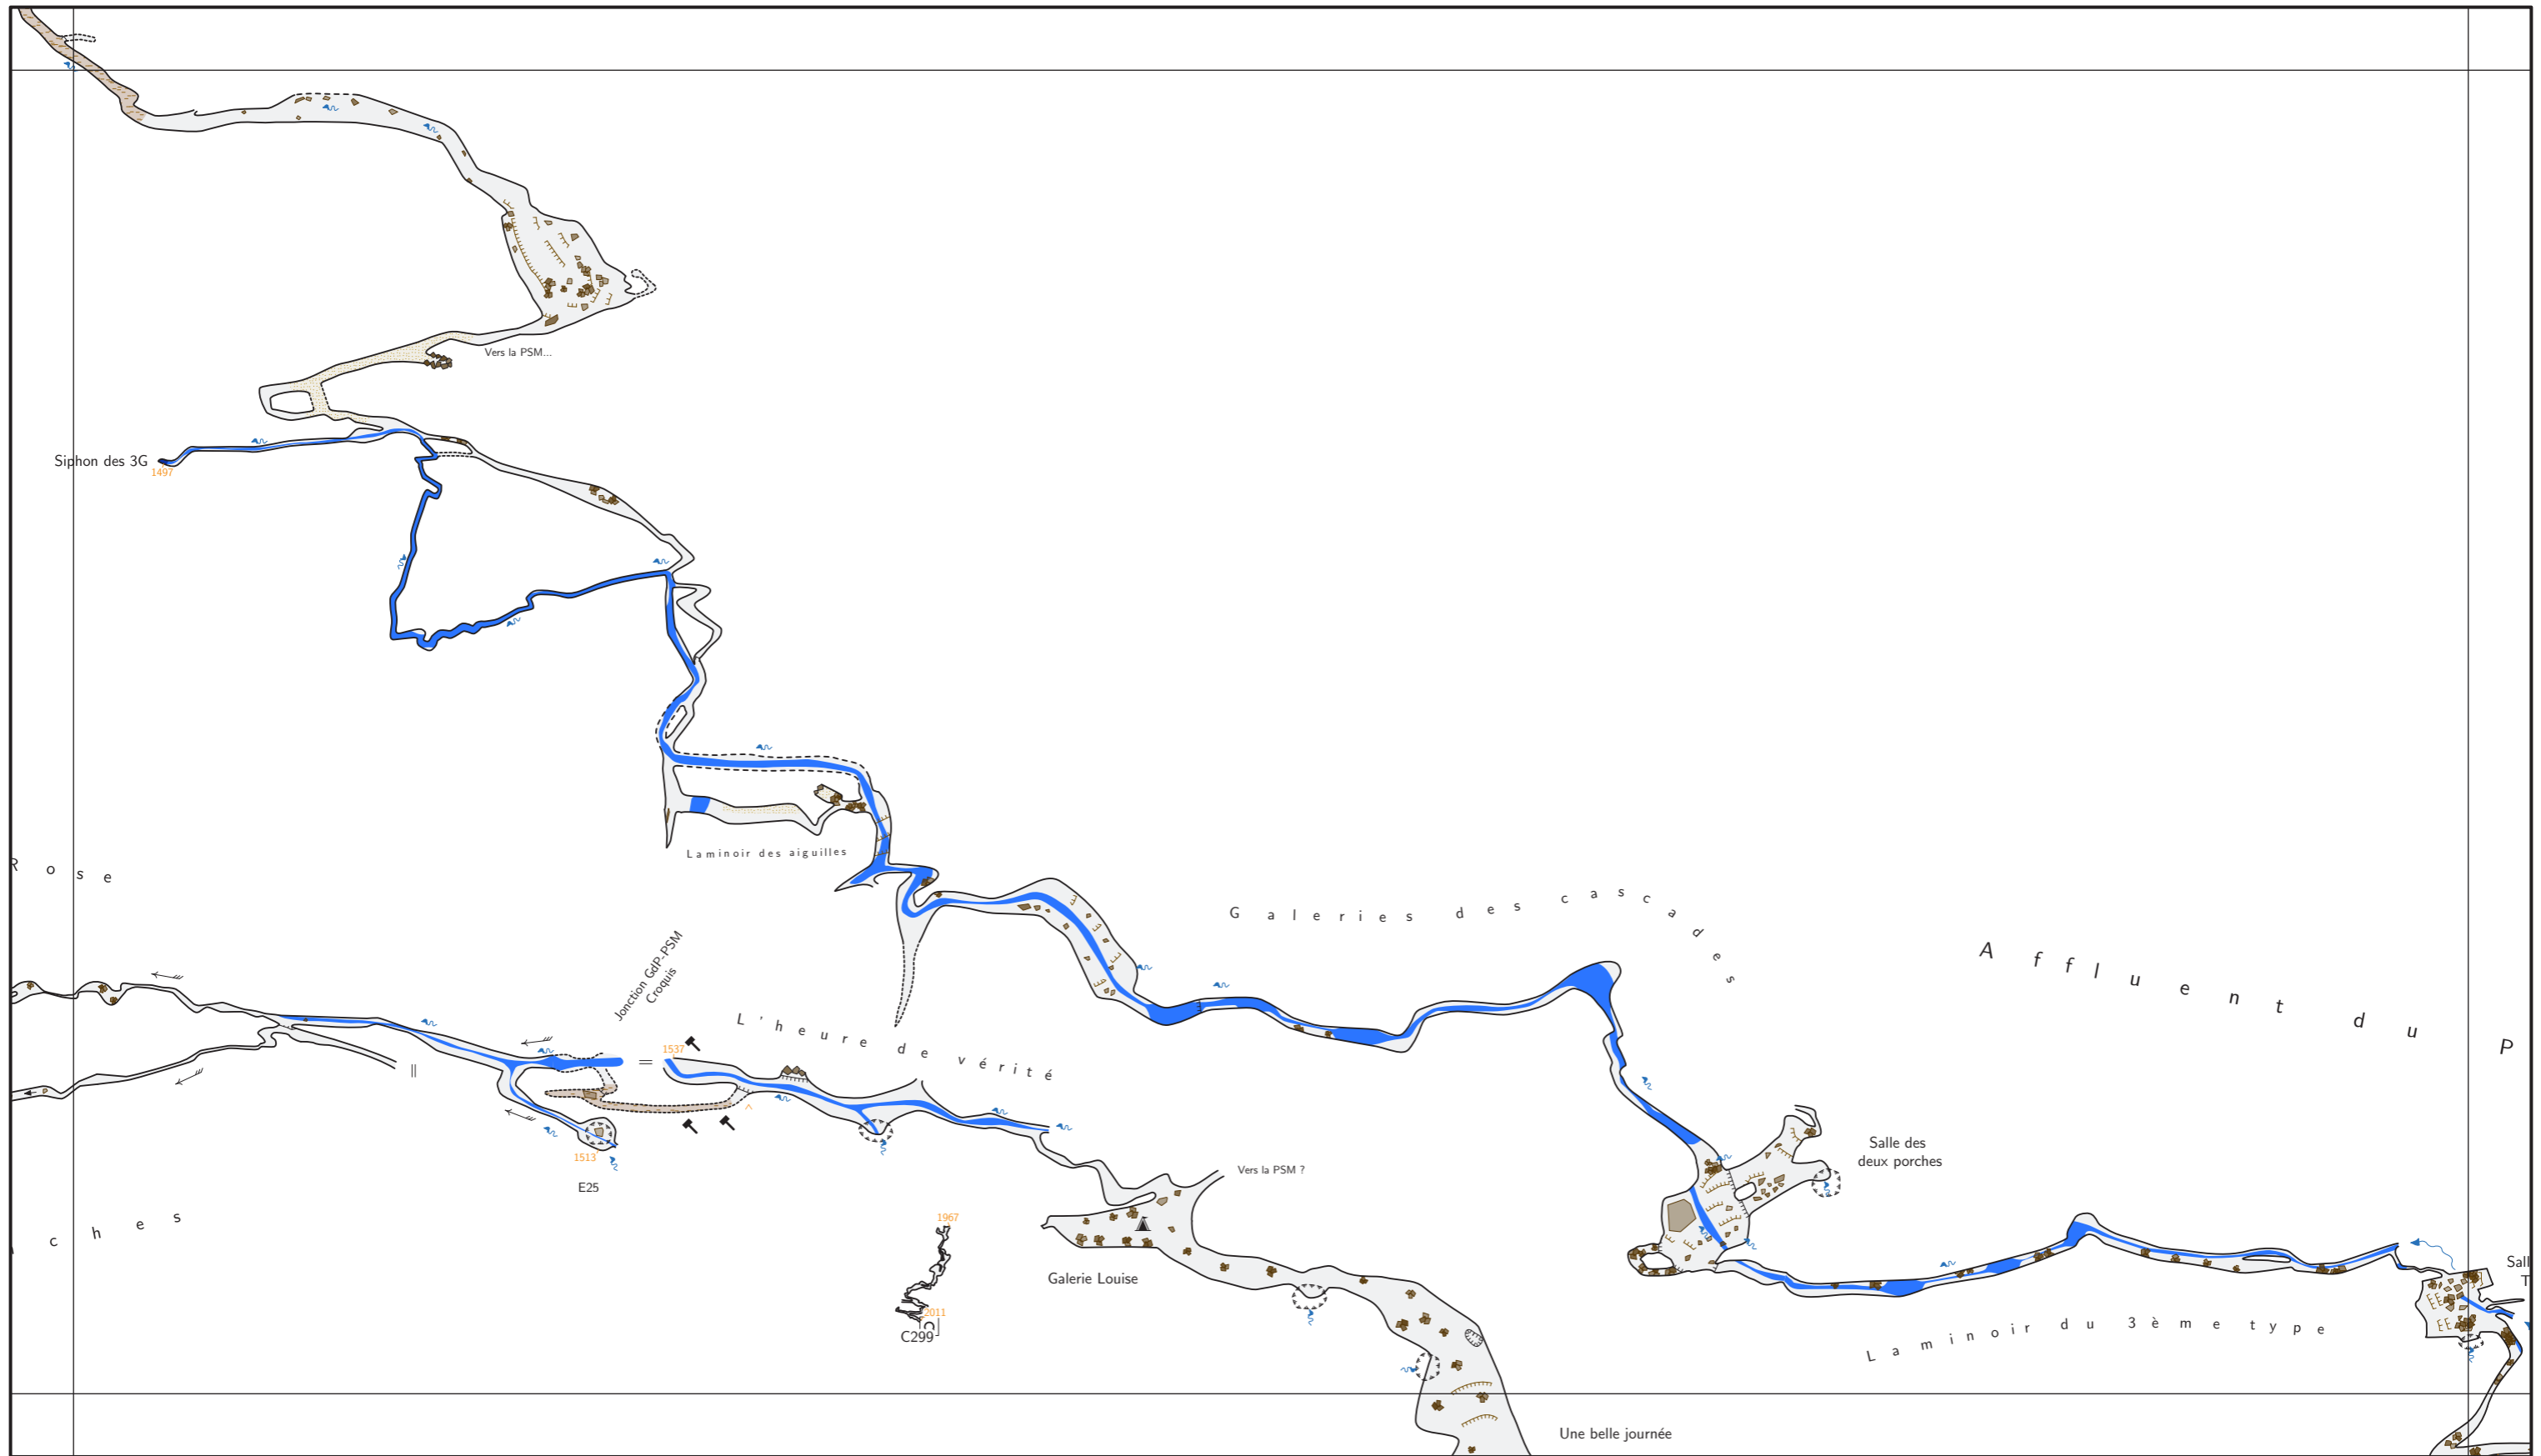 Vers la PSM...
Siphon des 3G
1497
Laminoir des aiguilles
Rose
Galeries des cascades
Affluent du P
Jonction GdP-PSM
Croquis
L'heure de vérité
1537
=
=
1513
E25
Vers la PSM ?
Salle des
deux porches
ches
1967
Galerie Louise
2011
C299
Laminoir du 3ème type
Sall
T
Une belle journée